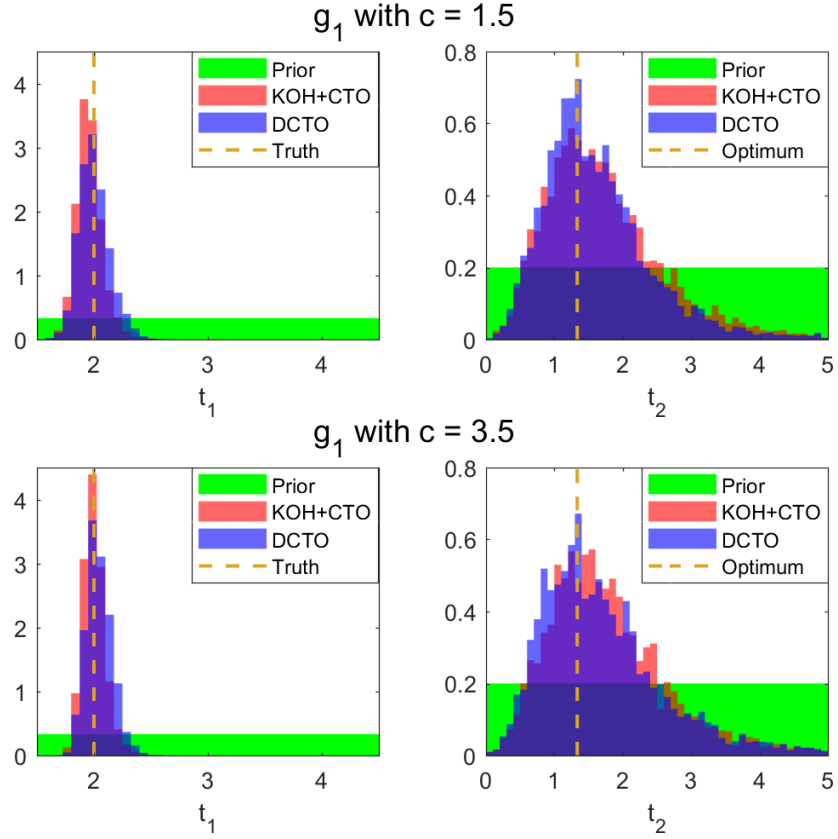 g1 with c = 1.5
4
3
2
1
0
2
3
4
t1
Prior
KOH+CTO
DCTO
Truth
0.8
0.6
0.4
0.2
0
0
1
2
3
4
5
t2
Prior
KOH+CTO
DCTO
Optimum
g1 with c = 3.5
4
3
2
1
0
2
3
4
t1
Prior
KOH+CTO
DCTO
Truth
0.8
0.6
0.4
0.2
0
0
1
2
3
4
5
t2
Prior
KOH+CTO
DCTO
Optimum